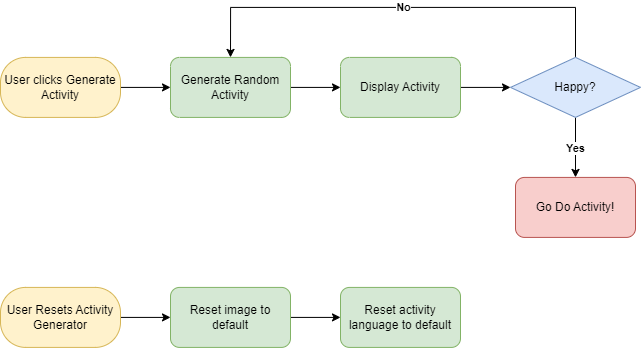 No
User clicks Generate
Activity
Generate Random
Activity
Display Activity
Happy?
Yes
Go Do Activity!
User Resets Activity
Generator
Reset image to
default
Reset activity
language to default